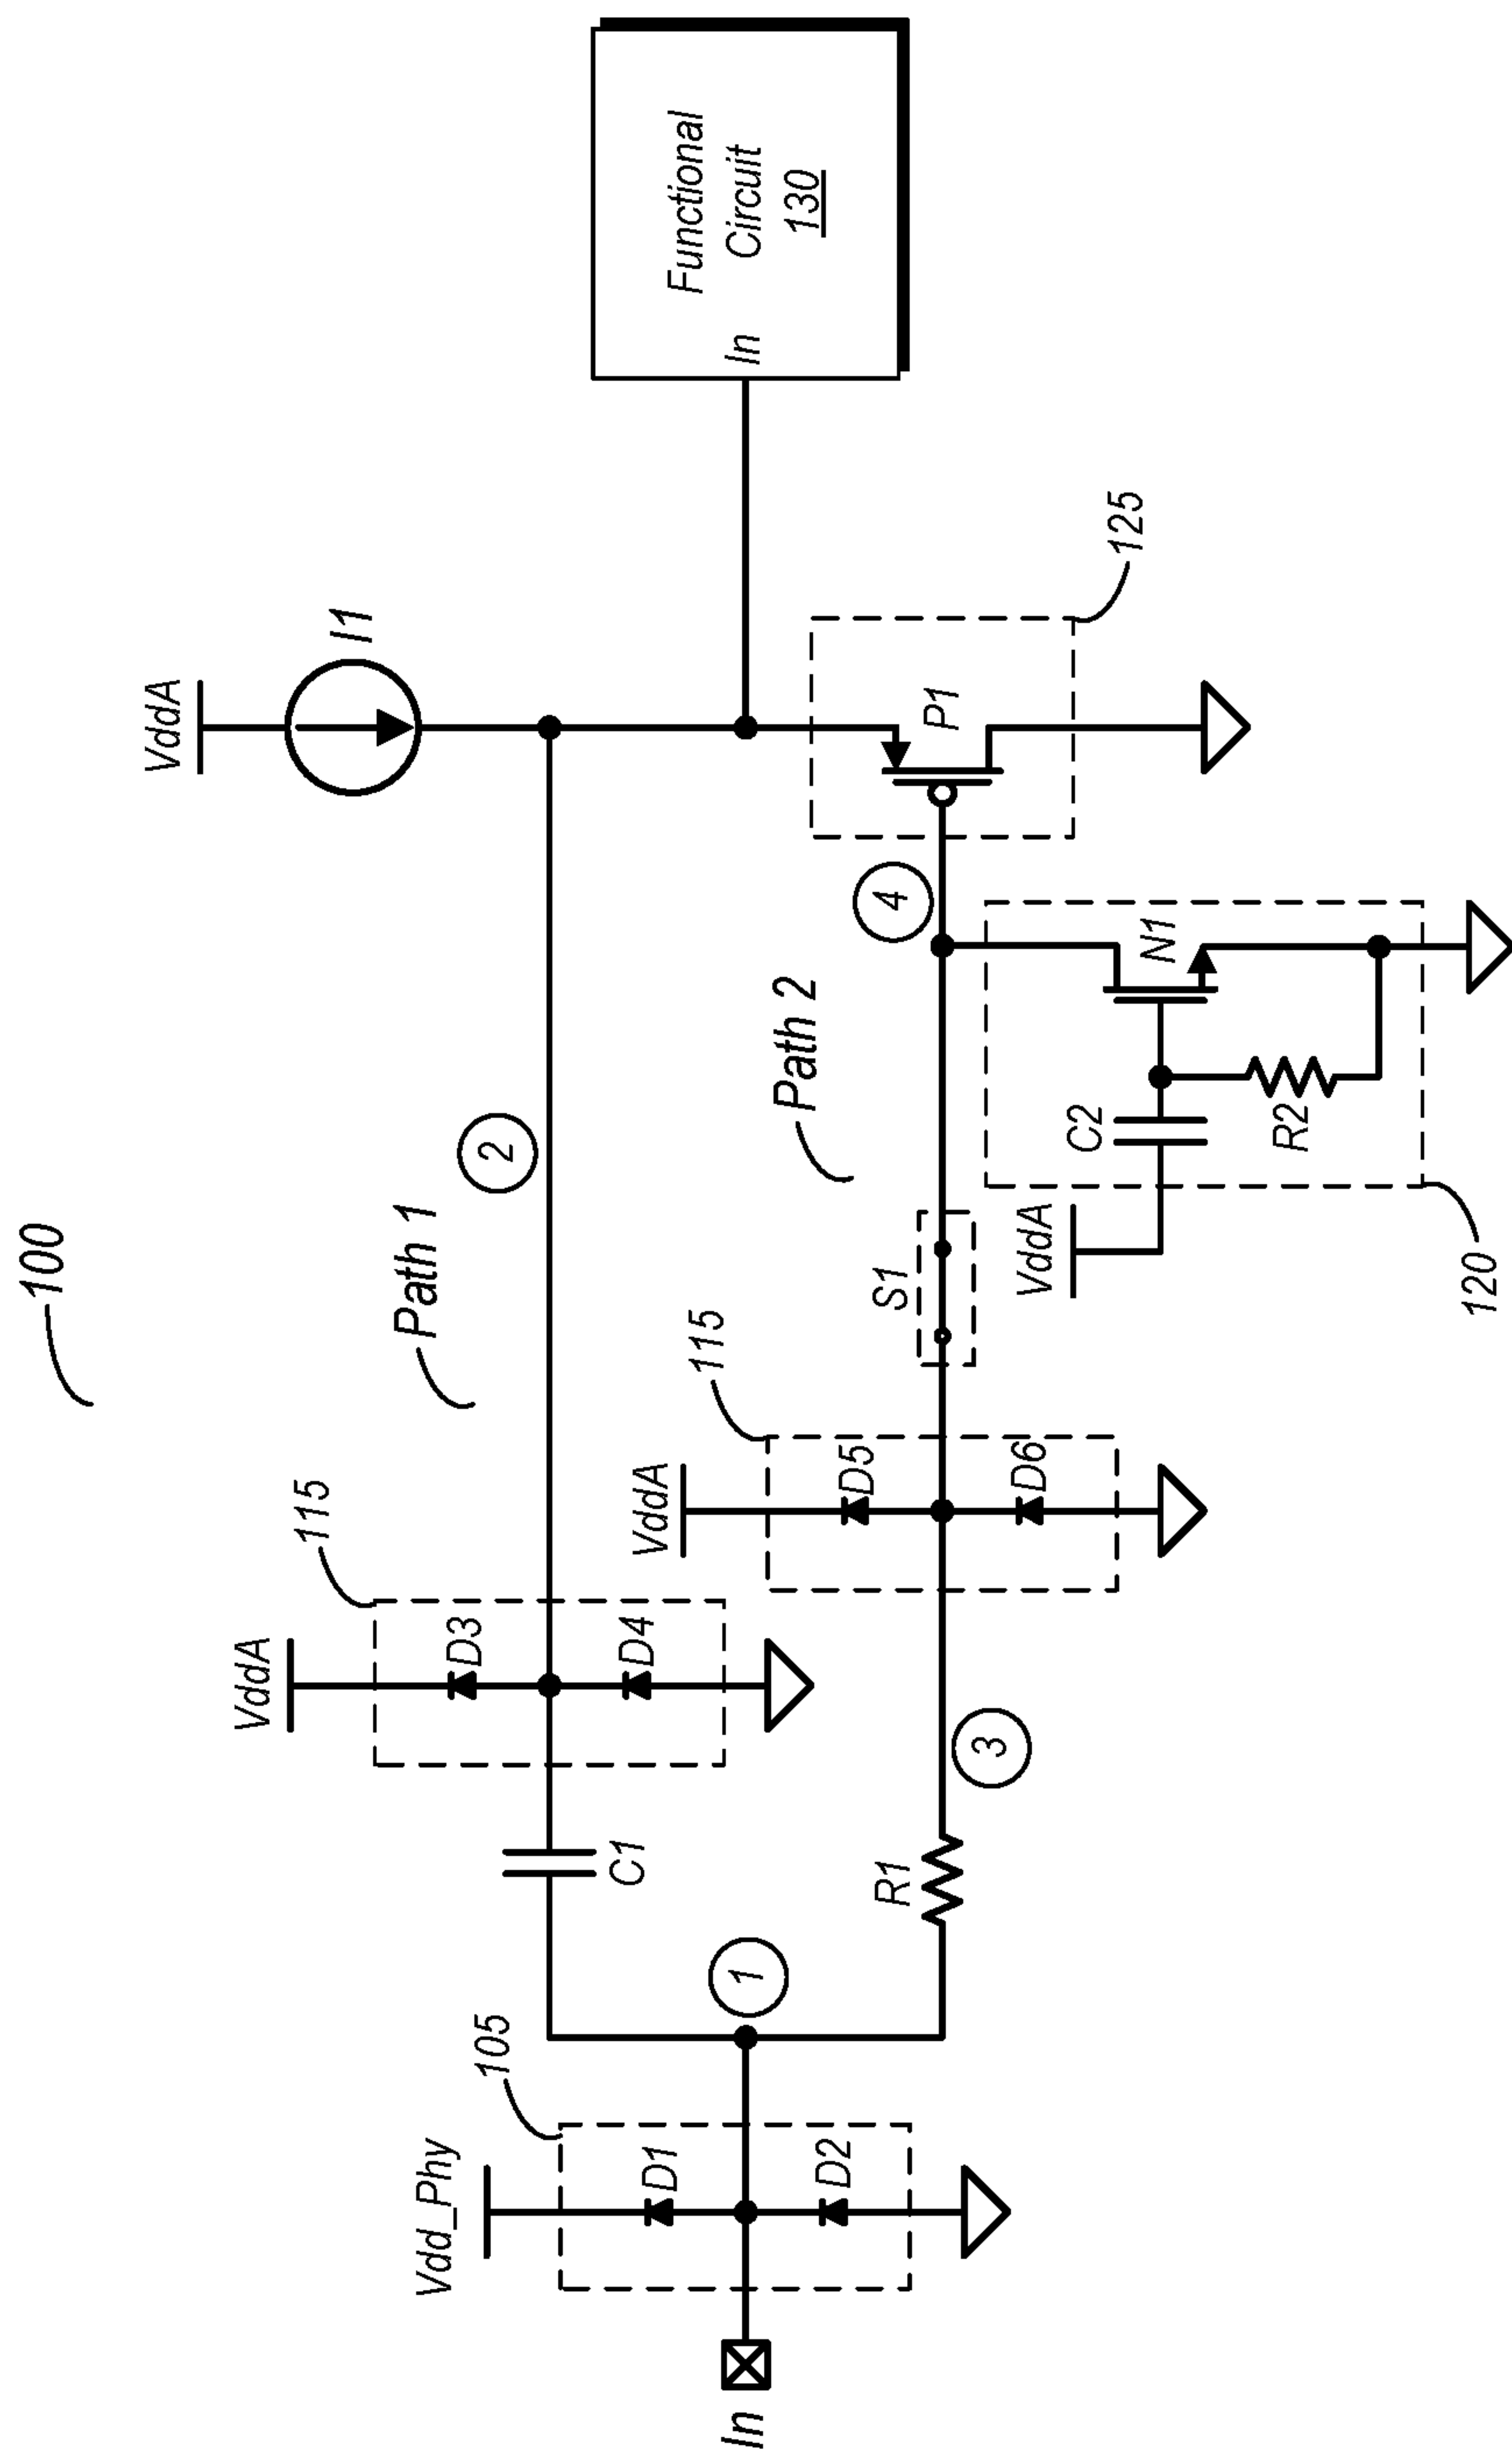 100
Path 1
Path 2
VddA
I1
2
115
VddA
D3
D4
C1
Vdd_Phy
105
D1
D2
In
1
R1
3
115
VddA
D5
D6
S1
4
VddA
C2
R2
N1
120
P1
125
In
Functional
Circuit
130